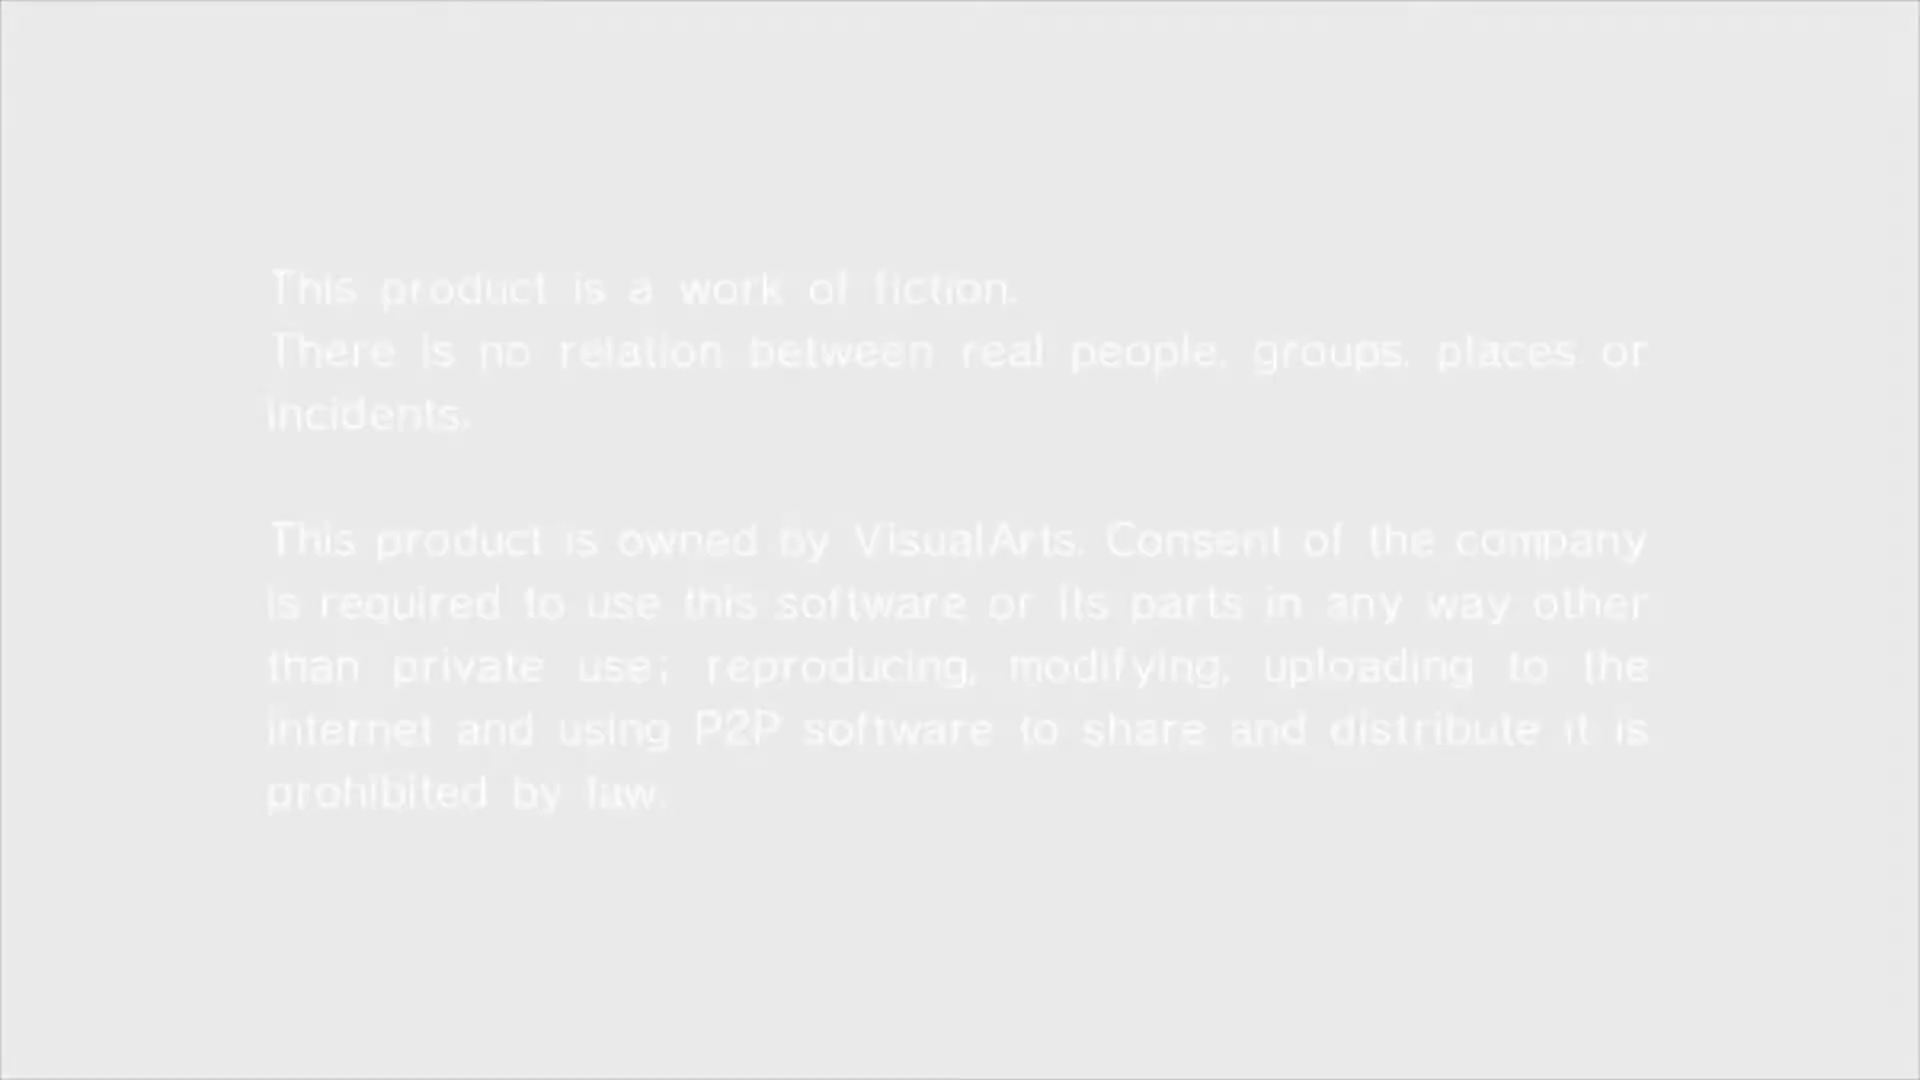 This product is a work of fiction.
There is no relation between real people, groups, places or
incidents.
This product is owned by VisualArts. Consent of the company
is required to use this software or its parts in any way other
than private use; reproducing, modifying, uploading to the
internet and using P2P software to share and distribute it is
prohibited by law.